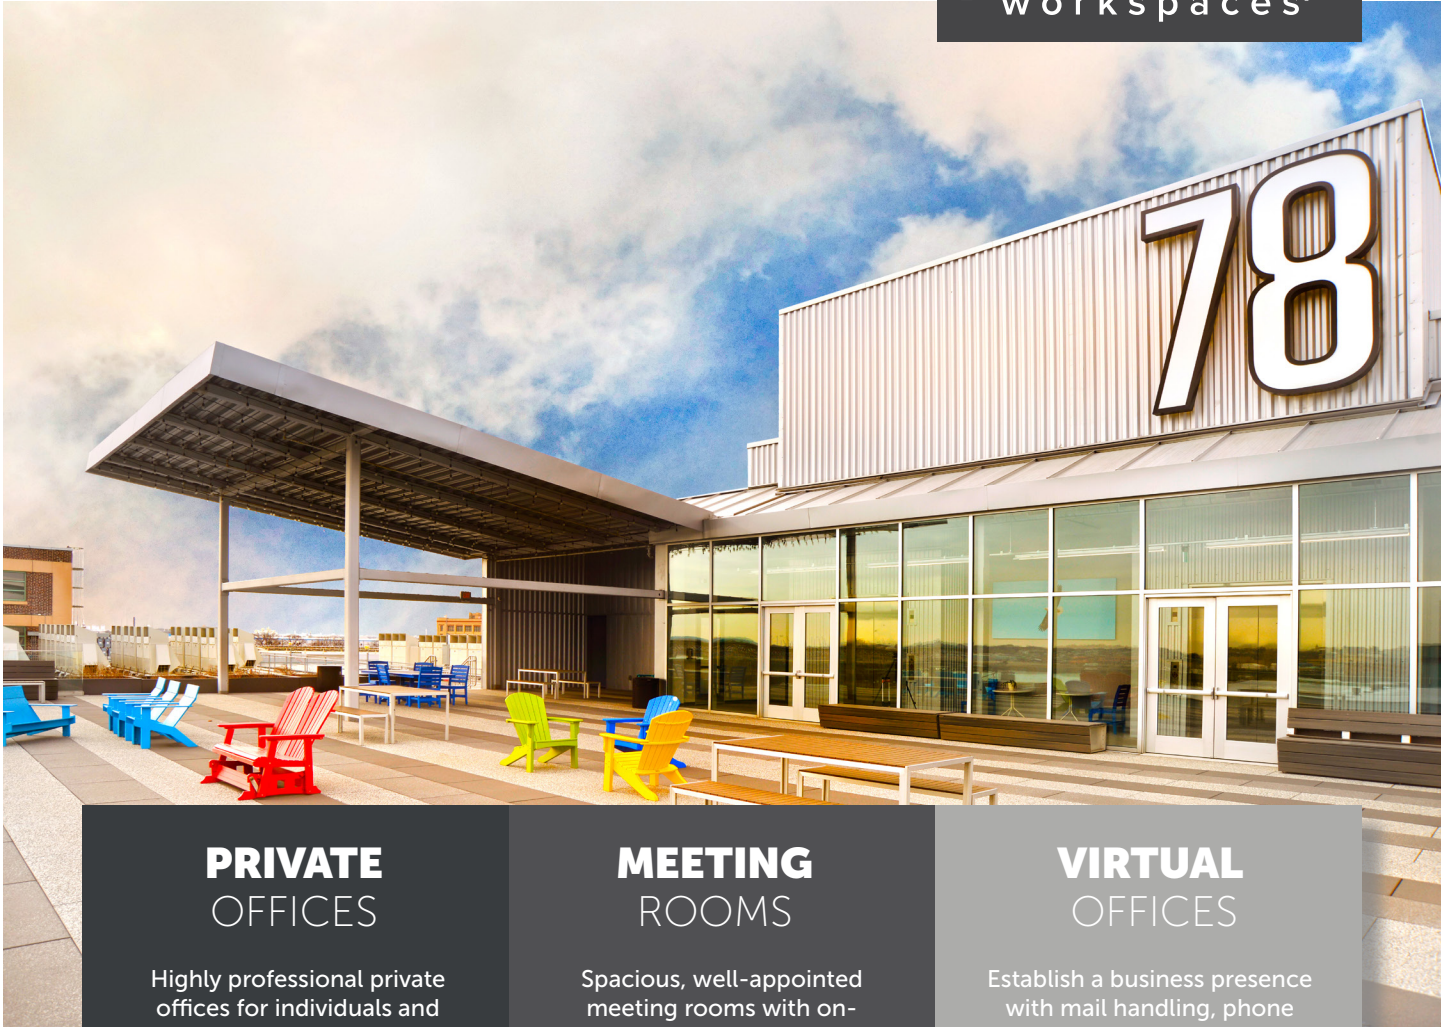 workspaces
78
PRIVATE
OFFICES
Highly professional private
offices for individuals and
MEETING
ROOMS
Spacious, well-appointed
meeting rooms with on-
VIRTUAL
OFFICES
Establish a business presence
with mail handling, phone